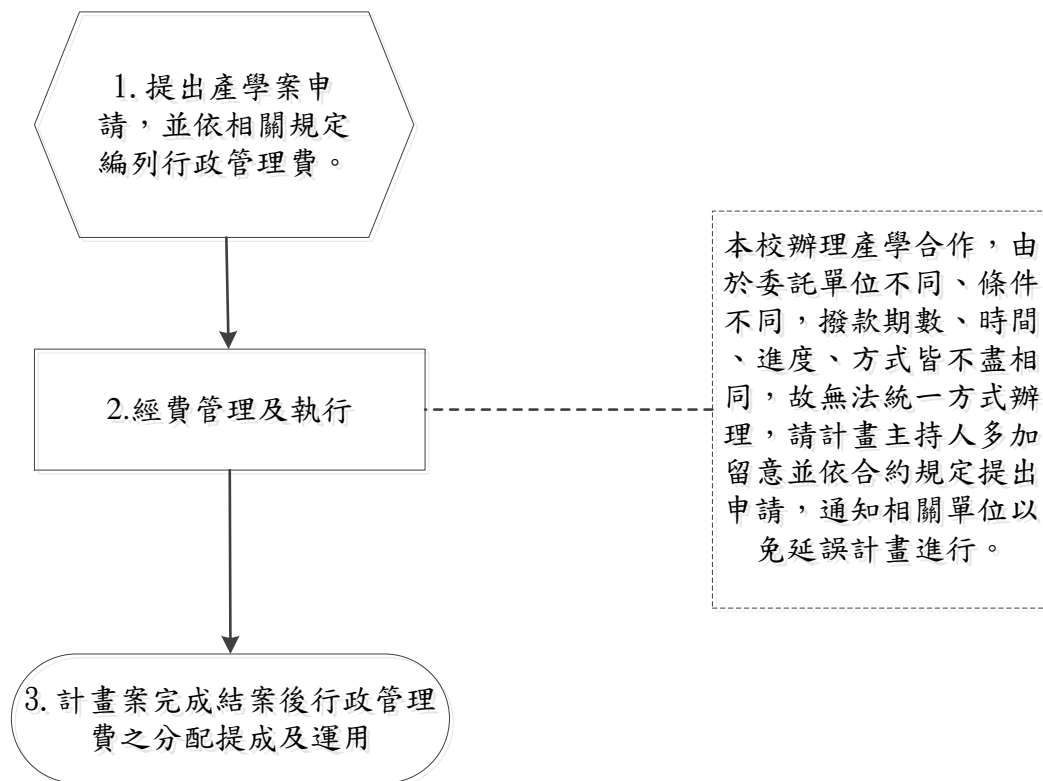 1.提出產學案申
請，並依相關規定
編列行政管理費。
本校辦理產學合作，由
於委託單位不同、條件
不同，撥款期數、時間
、進度、方式皆不盡相
同，故無法統一方式辦
理，請計畫主持人多加
留意並依合約規定提出
申請，通知相關單位以
免延誤計畫進行。
2.經費管理及執行
3.計畫案完成結案後行政管理
費之分配提成及運用